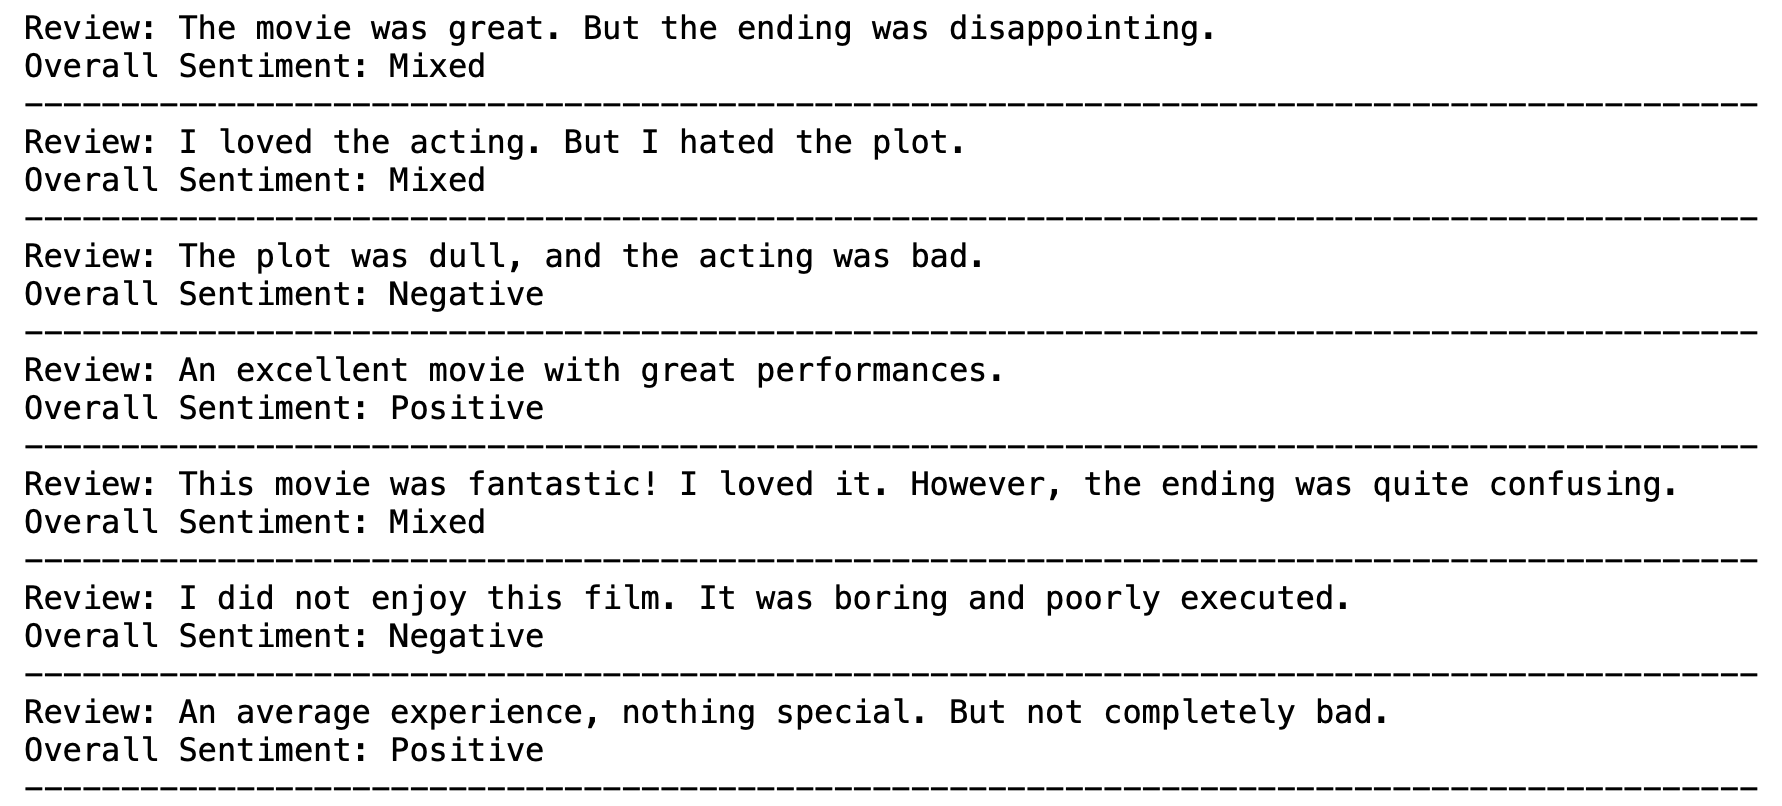 Review: The movie was great. But the ending was disappointing.
Overall Sentiment: Mixed
------------------------------------------------------------------------------------------
Review: I loved the acting. But I hated the plot.
Overall Sentiment: Mixed
------------------------------------------------------------------------------------------
Review: The plot was dull, and the acting was bad.
Overall Sentiment: Negative
------------------------------------------------------------------------------------------
Review: An excellent movie with great performances.
Overall Sentiment: Positive
------------------------------------------------------------------------------------------
Review: This movie was fantastic! I loved it. However, the ending was quite confusing.
Overall Sentiment: Mixed
------------------------------------------------------------------------------------------
Review: I did not enjoy this film. It was boring and poorly executed.
Overall Sentiment: Negative
------------------------------------------------------------------------------------------
Review: An average experience, nothing special. But not completely bad.
Overall Sentiment: Positive
------------------------------------------------------------------------------------------